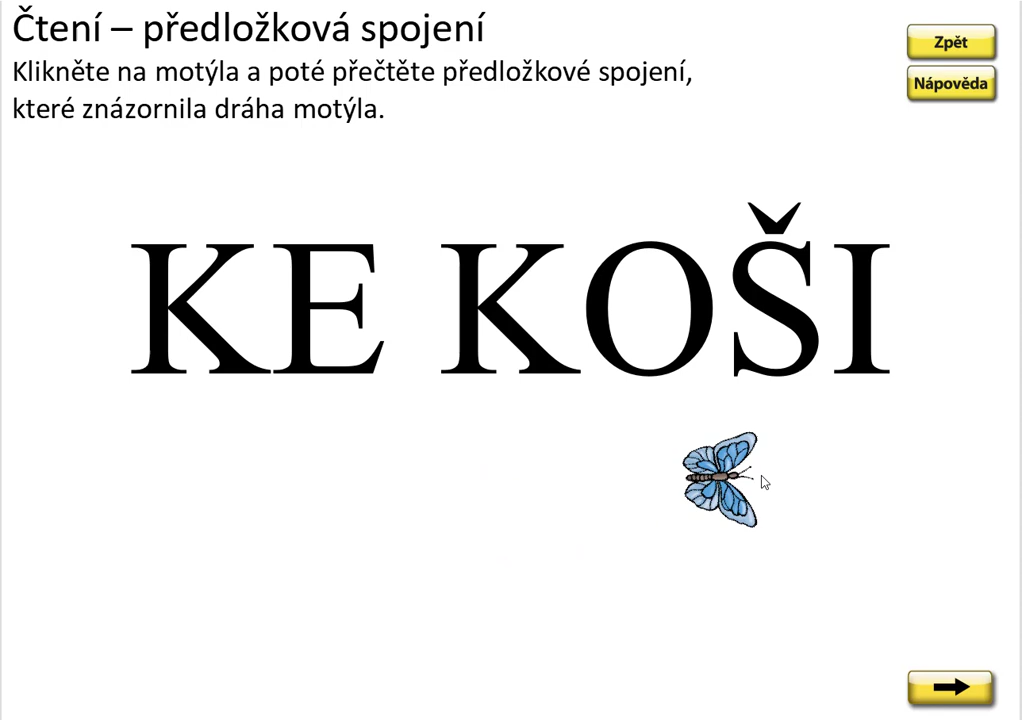 Čtení – předložková spojení
Klikněte na motýla a poté přečtěte předložkové spojení,
které znázornila dráha motýla.
Zpět
Nápověda
KE KOŠI